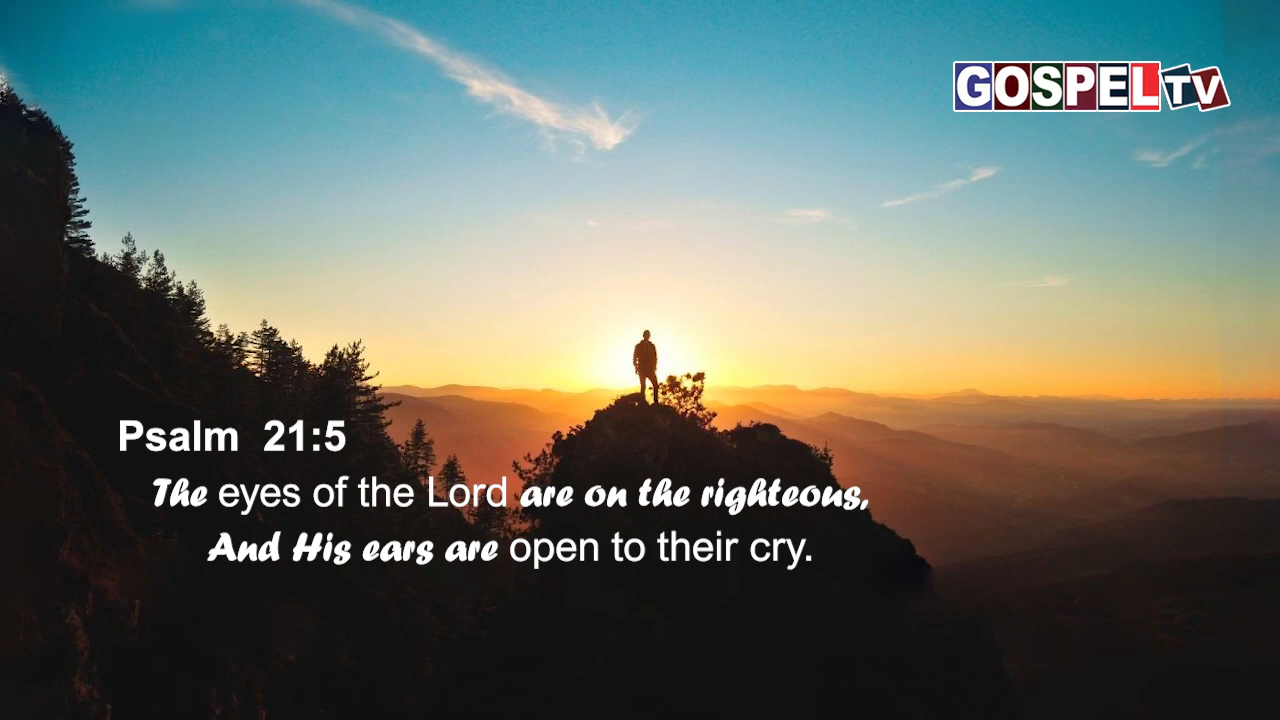 GOSPEL TV
Psalm 21:5
The eyes of the Lord are on the righteous,
And His ears are open to their cry.